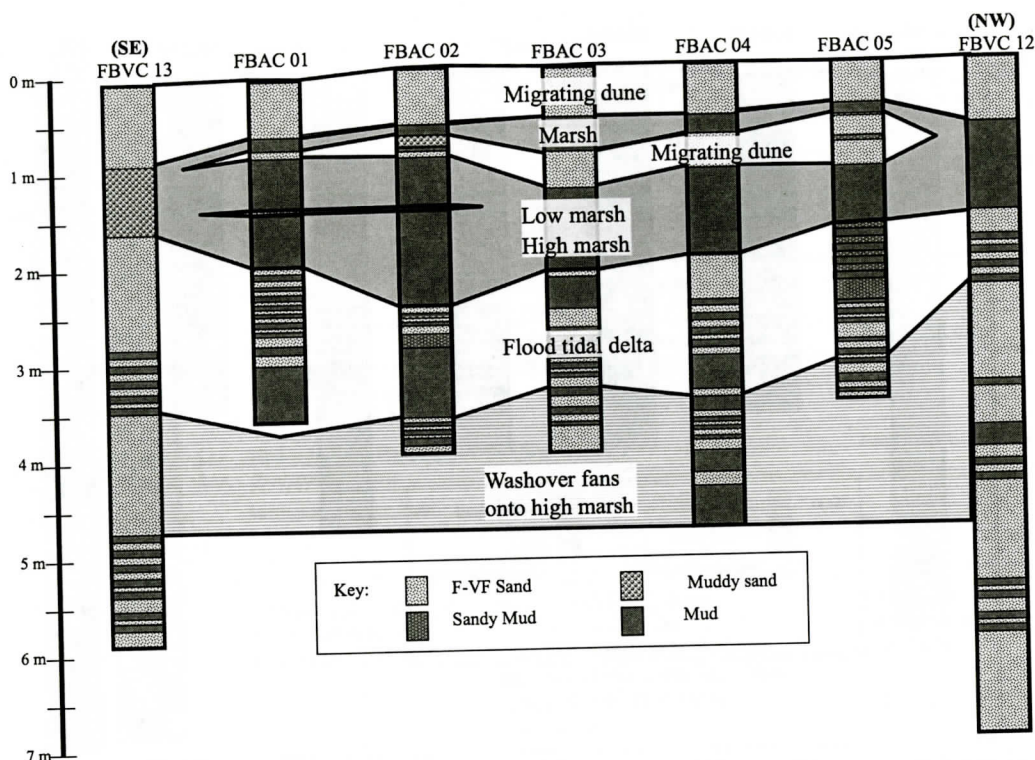 (SE)
FBVC 13
FBAC 01
FBAC 02
FBAC 03
FBAC 04
FBAC 05
(NW)
FBVC 12
0 m
1 m
2 m
3 m
4 m
5 m
6 m
7 m
Migrating dune
Marsh
Migrating dune
Low marsh
High marsh
Flood tidal delta
Washover fans
onto high marsh
Key:
F-VF Sand
Muddy sand
Sandy Mud
Mud